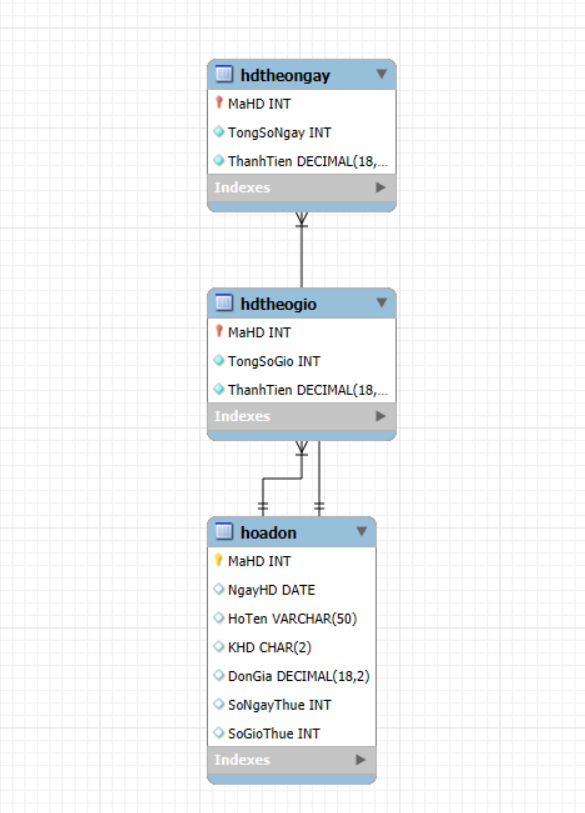 hdtheongay
MaHD INT
TongSoNgay INT
ThanhTien DECIMAL(18,...
Indexes
hdtheogio
MaHD INT
TongSoGio INT
ThanhTien DECIMAL(18,...
Indexes
hoadon
MaHD INT
NgayHD DATE
HoTen VARCHAR(50)
KHD CHAR(2)
DonGia DECIMAL(18,2)
SoNgayThue INT
SoGioThue INT
Indexes